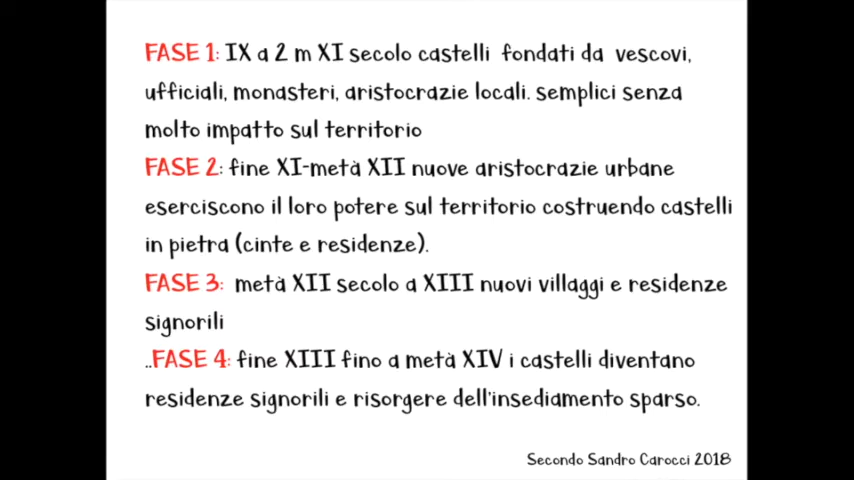 FASE 1: IX a 2 m XI secolo castelli fondati da vescovi,
ufficiali, monasteri, aristocrazie locali. semplici senza
molto impatto sul territorio
FASE 2: fine XI-metà XII nuove aristocrazie urbane
eserciscono il loro potere sul territorio costruendo castelli
in pietra (cinte e residenze).
FASE 3: metà XII secolo a XIII nuovi villaggi e residenze
signorili
..FASE 4: fine XIII fino a metà XIV i castelli diventano
residenze signorili e risorgere dell'insediamento sparso.
Secondo Sandro Carocci 2018